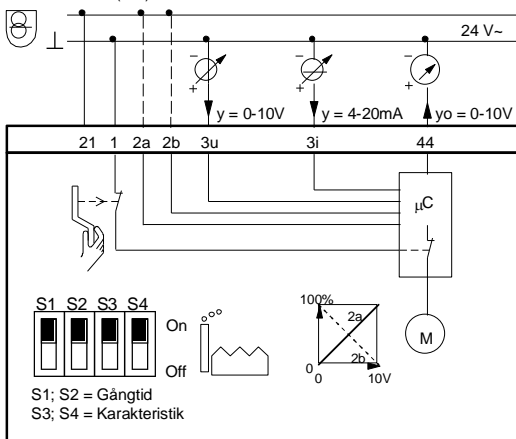 24 V~
−
−
−
+
+
+
y = 0-10V
y = 4-20mA
yo = 0-10V
21
1
2a
2b
3u
3i
44
µC
S1
S2
S3
S4
On
Off
100%
2a
2b
0
0
10V
M
S1; S2 = Gångtid
S3; S4 = Karakteristik